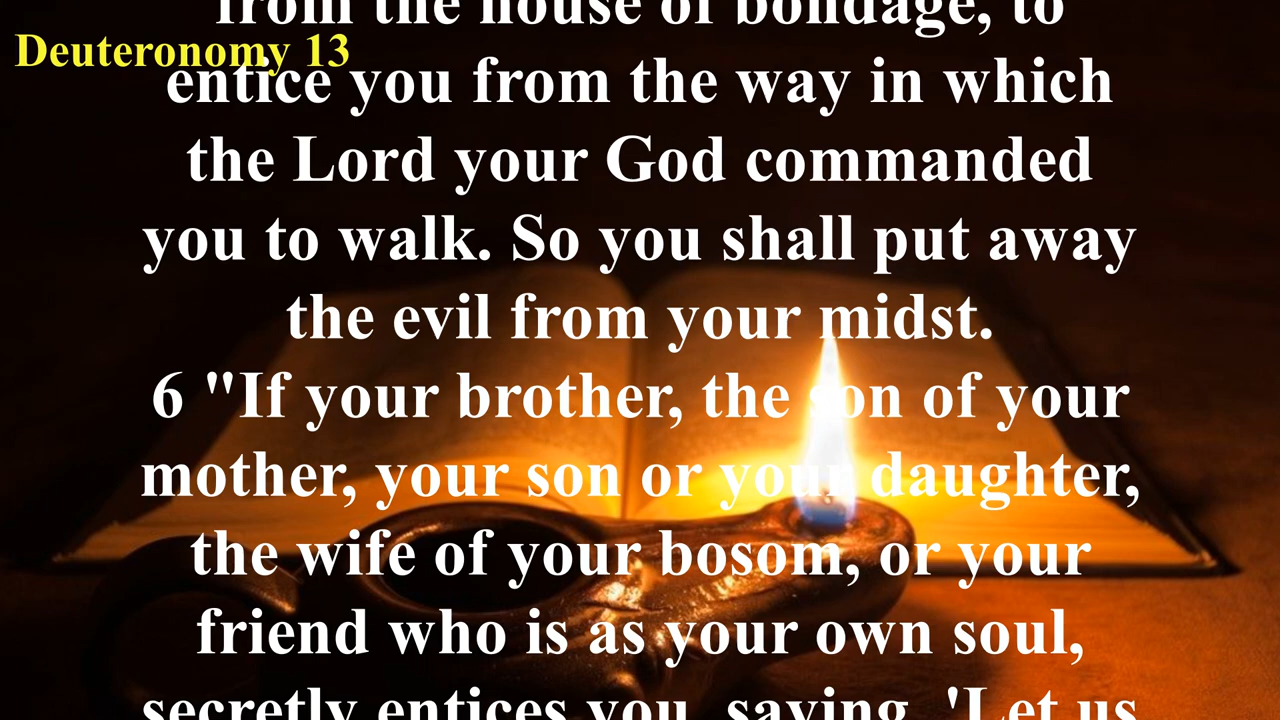 from the house of bondage, to
Deuteronomy 13
entice you from the way in which
the Lord your God commanded
you to walk. So you shall put away
the evil from your midst.
6 "If your brother, the son of your
mother, your son or your daughter,
the wife of your bosom, or your
friend who is as your own soul,
secretly entices you, saying, 'Let us